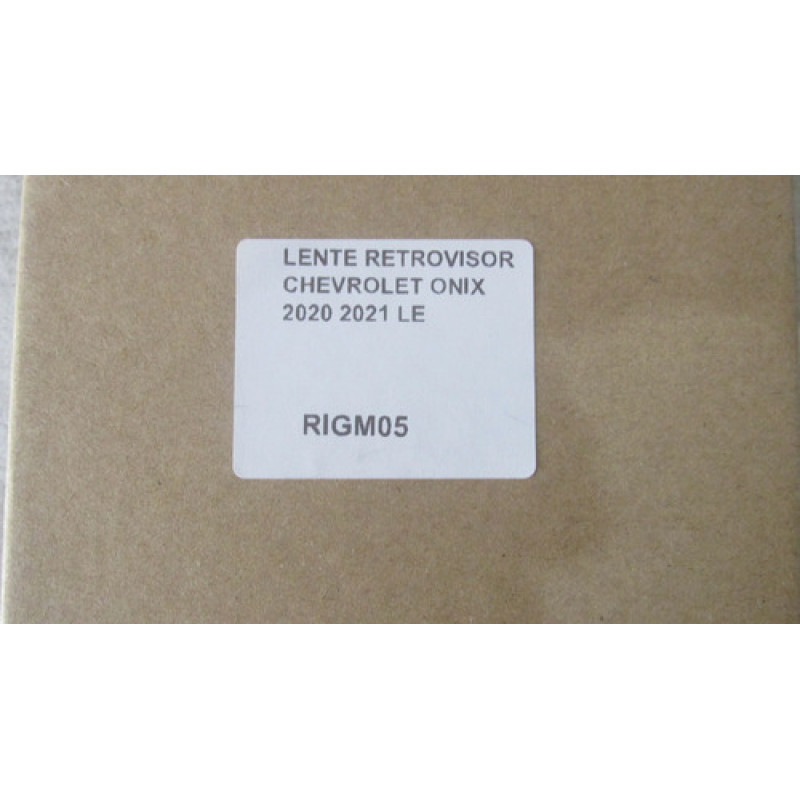 LENTE RETROVISOR
CHEVROLET ONIX
2020 2021 LE
RIGM05